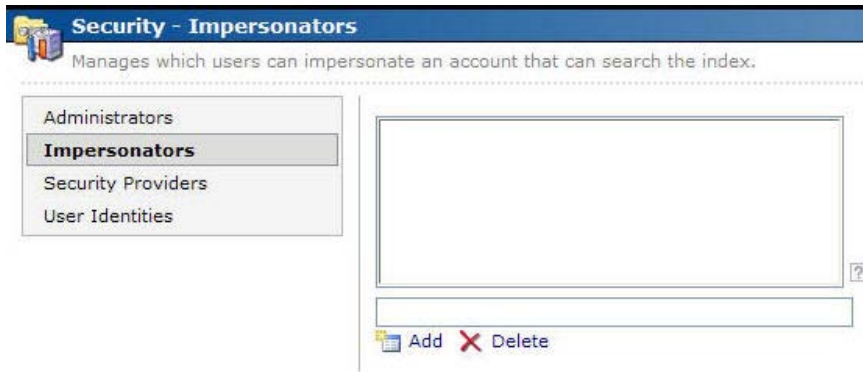 Security - Impersonators
Manages which users can impersonate an account that can search the index.
Administrators
Impersonators
Security Providers
User Identities
?
Add Delete